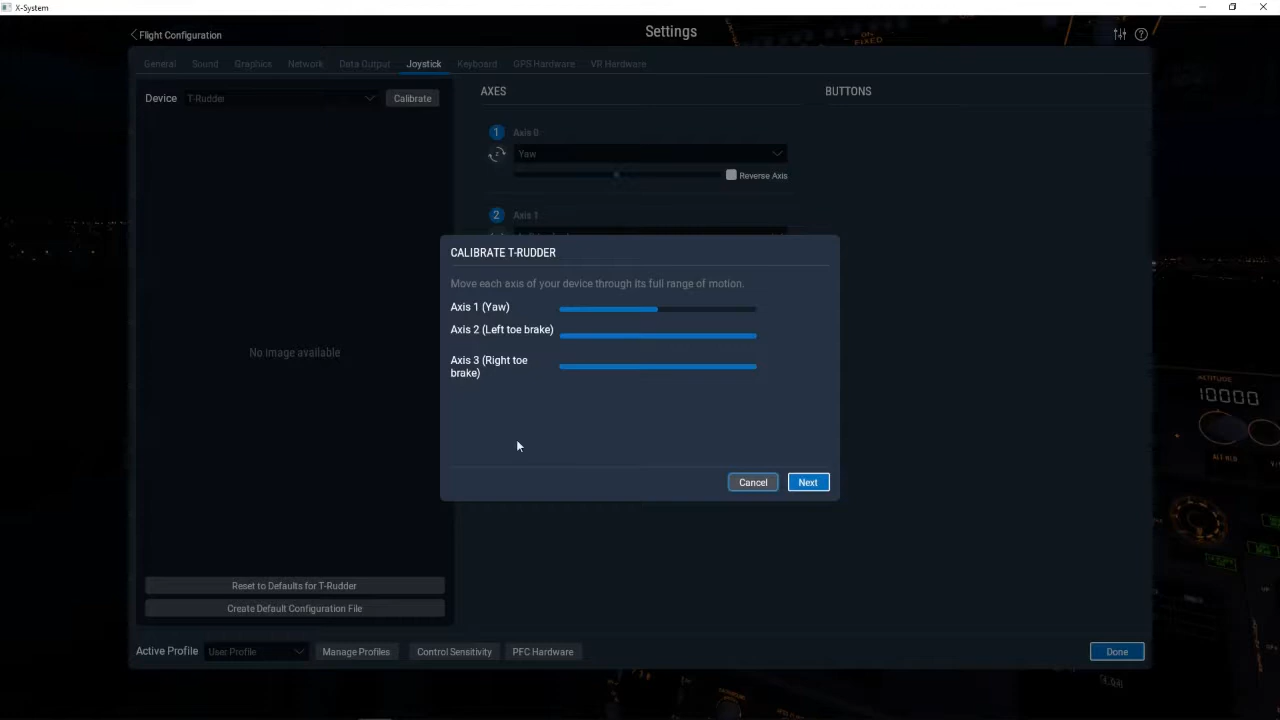 X-System
Flight Configuration
Settings
FIXED
General Sound Graphics Network Data Output Joystick Keyboard GPS Hardware VR Hardware
Device T-Rudder Calibrate
AXES
BUTTONS
1 Axis 0
Yaw
Reverse Axis
2 Axis 1
CALIBRATE T-RUDDER
Move each axis of your device through its full range of motion.
Axis 1 (Yaw)
Axis 2 (Left toe brake)
Axis 3 (Right toe
brake)
Cancel Next
No image available
ALTITUDE
10000
Reset to Defaults for T-Rudder
Create Default Configuration File
Active Profile User Profile Manage Profiles Control Sensitivity PFC Hardware
Done